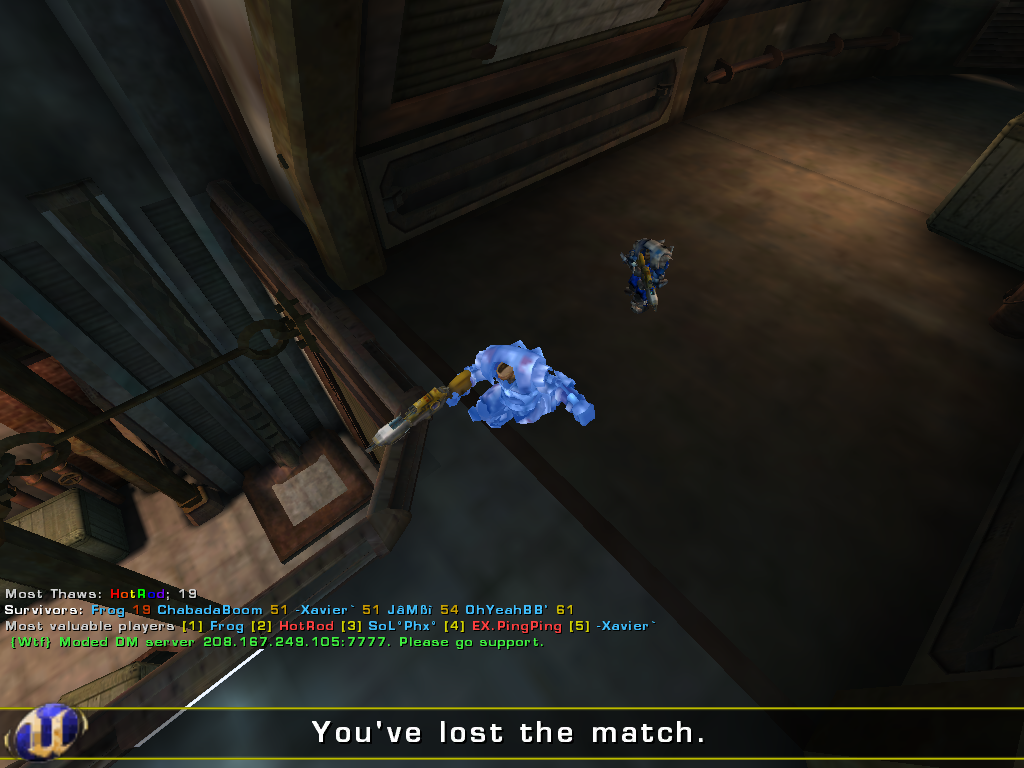 Most Thaws: HotRod; 19
Survivors: Frog 19 ChabadaBoom 51 -Xavier` 51 JâMßï 54 OhYeahBB' 61
Most valuable players [1] Frog [2] HotRod [3] SoL°Phx° [4] EX.PingPing [5] -Xavier`
{Wtf} Moded DM server 208.167.249.105:7777. Please go support.
You've lost the match.